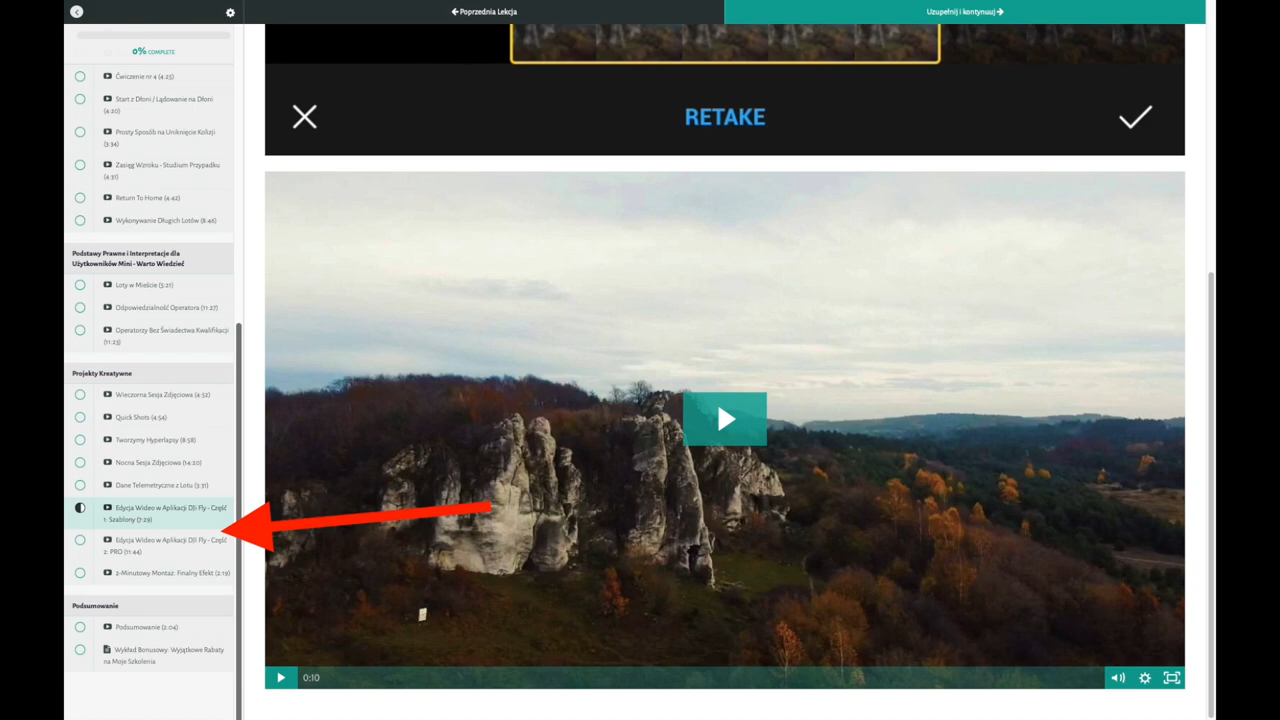 Poprzednia Lekcja
Uzupełnij i kontynuuj
0% COMPLETE
Ćwiczenie nr 4 (4:25)
Start z Dłoni / Lądowanie na Dłoni
(4:20)
Prosty Sposób na Uniknięcie Kolizji
(3:34)
Zasięg Wzroku - Studium Przypadku
(4:31)
Return To Home (4:42)
Wykonywanie Długich Lotów (8:46)
Podstawy Prawne i Interpretacje dla
Użytkowników Mini - Warto Wiedzieć
Loty w Mieście (5:21)
Odpowiedzialność Operatora (11:27)
Operatorzy Bez Świadectwa Kwalifikacji
(11:23)
Projekty Kreatywne
Wieczorna Sesja Zdjęciowa (4:52)
Quick Shots (4:54)
Tworzymy Hyperlapsy (8:58)
Nocna Sesja Zdjęciowa (14:20)
Dane Telemetryczne z Lotu (3:31)
Edycja Wideo w Aplikacji DJI Fly - Część
1: Szablony (7:29)
Edycja Wideo w Aplikacji DJI Fly - Część
2: PRO (11:44)
2-Minutowy Montaż: Finalny Efekt (2:19)
Podsumowanie
Podsumowanie (2:04)
Wykład Bonusowy: Wyjątkowe Rabaty
na Moje Szkolenia
RETAKE
0:10